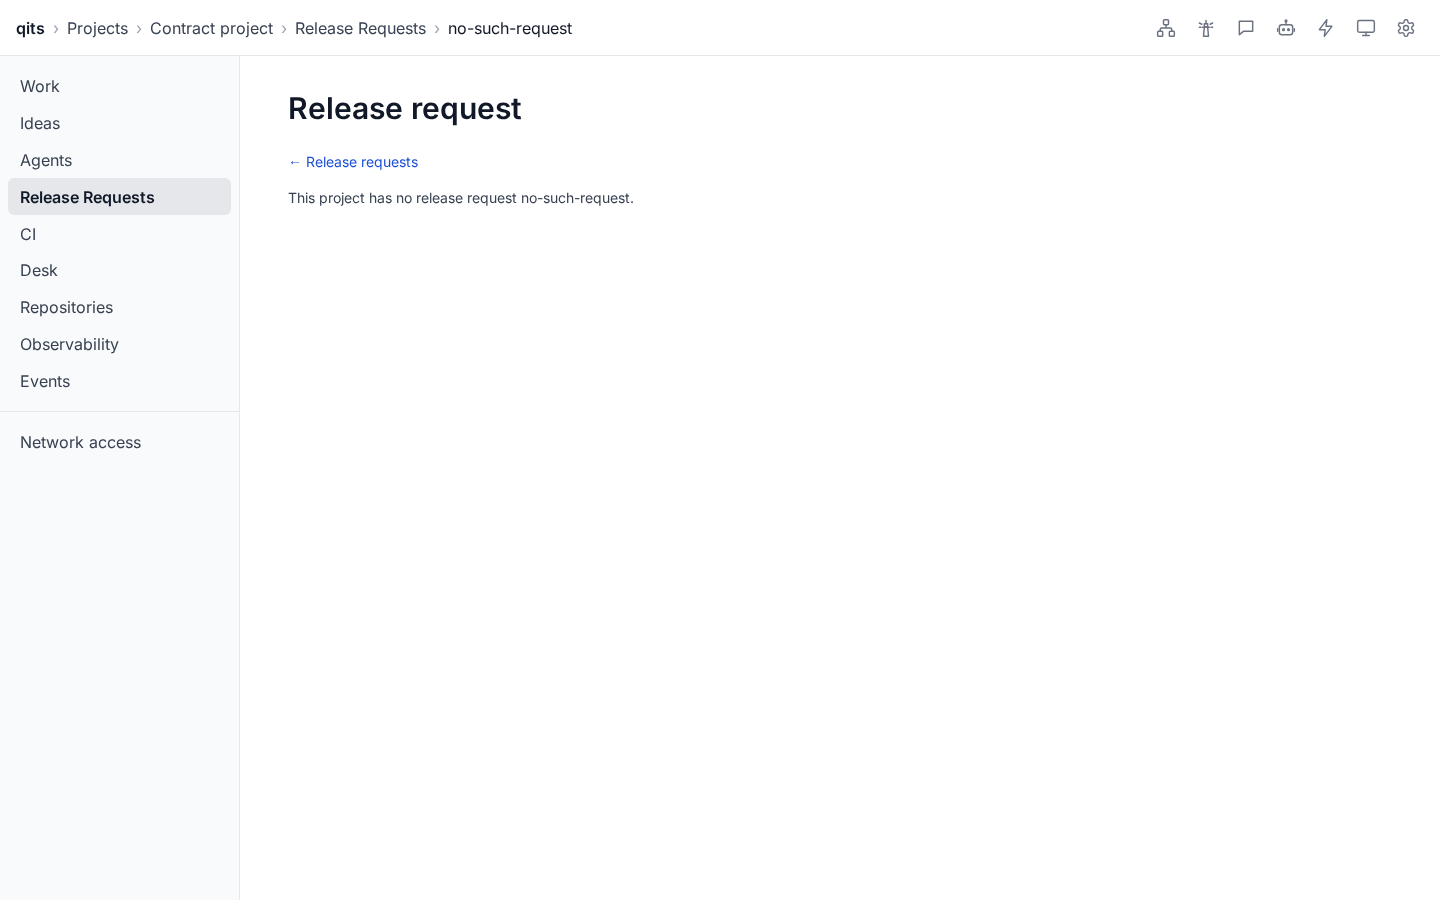 qits › Projects › Contract project › Release Requests › no-such-request
Work
Ideas
Agents
Release Requests
CI
Desk
Repositories
Observability
Events
Network access
Release request
← Release requests
This project has no release request no-such-request.